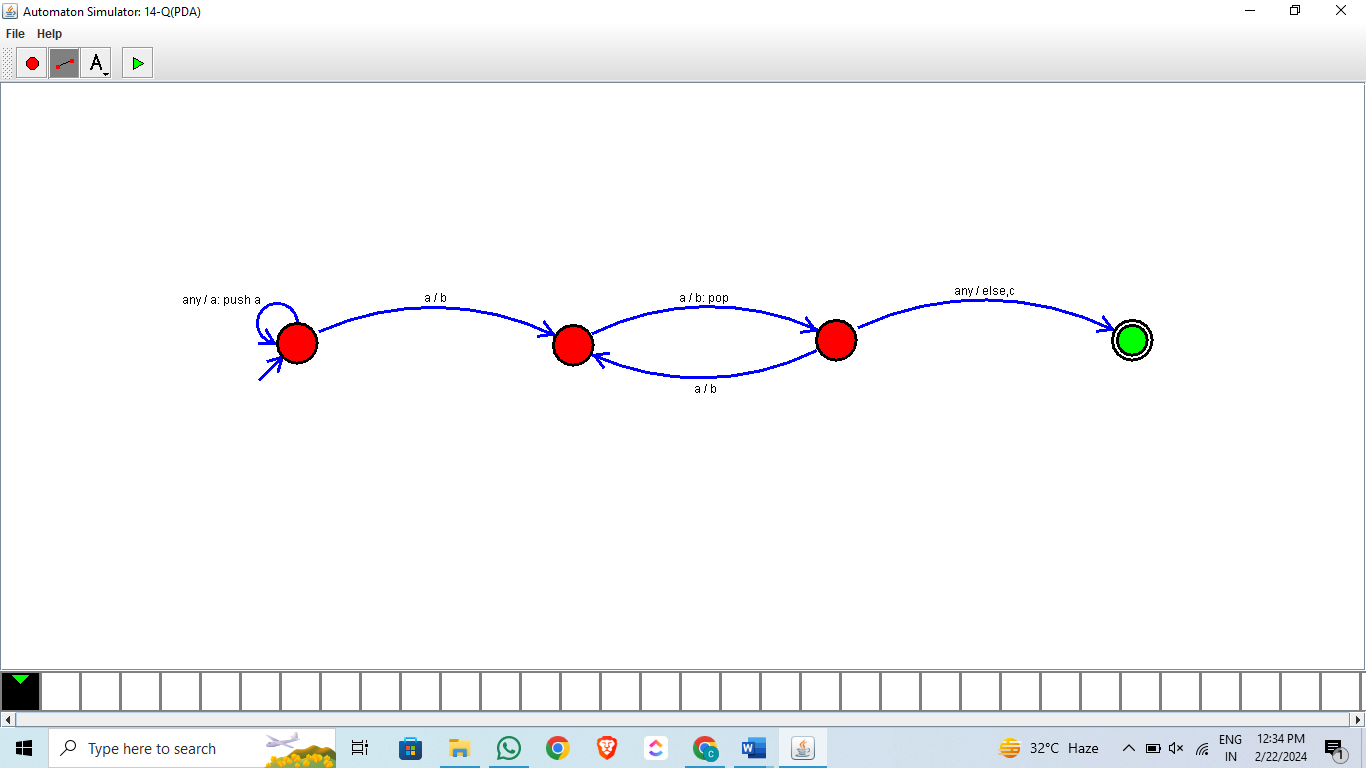 Automaton Simulator: 14-Q(PDA)
File Help
A
any / else,c
any / a: push a
a / b
a / b: pop
a / b
Type here to search
W
C
32°C Haze
ENG
IN
12:34 PM
2/22/2024
1